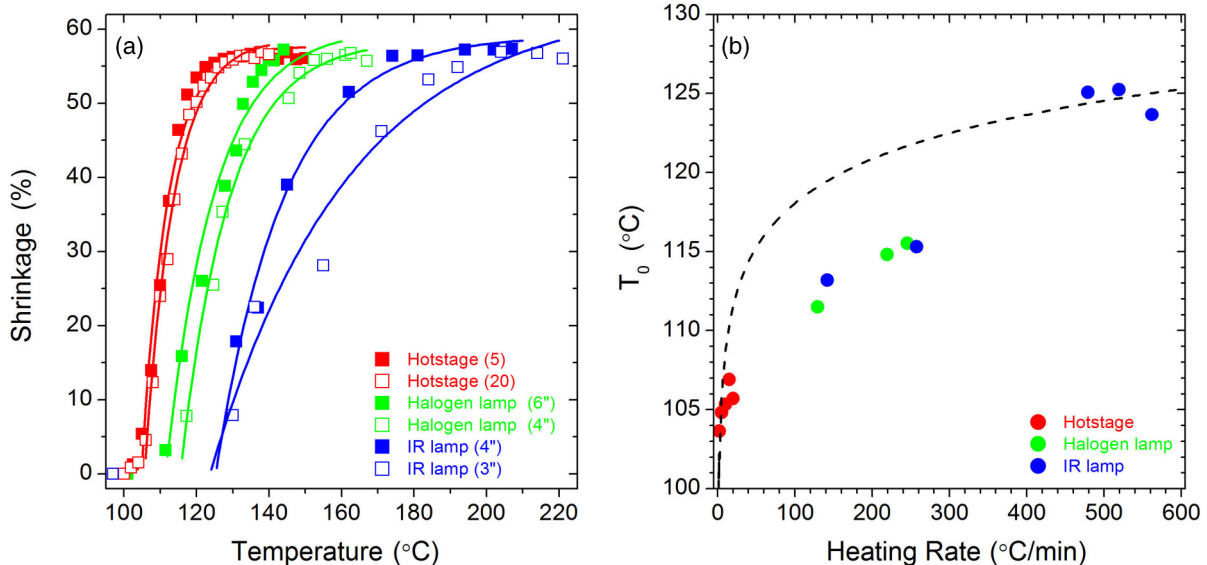 (a)
Shrinkage (%)
60
50
40
30
20
10
0
Hotstage (5)
Hotstage (20)
Halogen lamp (6")
Halogen lamp (4")
IR lamp (4")
IR lamp (3")
100 120 140 160 180 200 220
Temperature (°C)
(b)
T₀ (°C)
130
125
120
115
110
105
100
Hotstage
Halogen lamp
IR lamp
0 100 200 300 400 500 600
Heating Rate (°C/min)